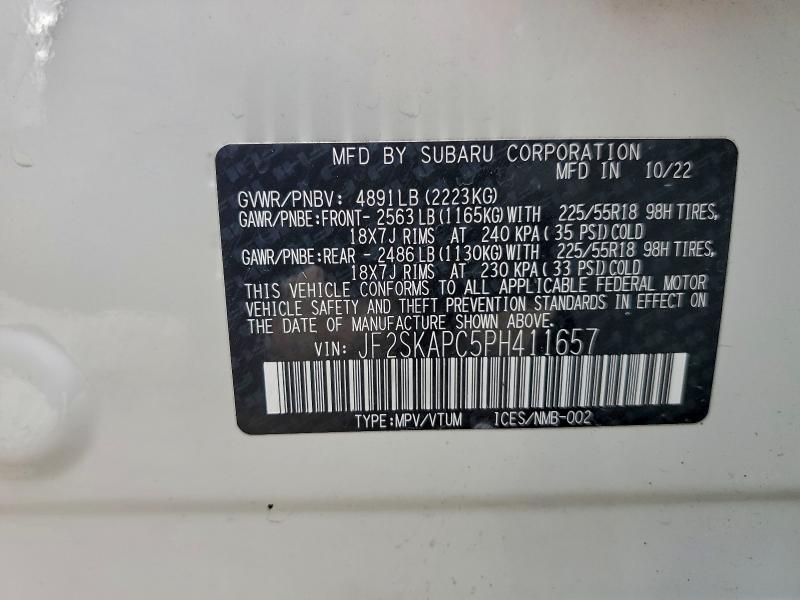 MFD BY SUBARU CORPORATION
MFD IN 10/22
GVWR/PNBV: 4891LB (2223KG)
GAWR/PNBE:FRONT- 2563LB (1165KG) WITH 225/55R18 98H TIRES,
18X7J RIMS AT 240 KPA ( 35 PSI) COLD
GAWR/PNBE:REAR - 2486LB (1130KG) WITH 225/55R18 98H TIRES,
18X7J RIMS AT 230 KPA ( 33 PSI) COLD
THIS VEHICLE CONFORMS TO ALL APPLICABLE FEDERAL MOTOR
VEHICLE SAFETY AND THEFT PREVENTION STANDARDS IN EFFECT ON
THE DATE OF MANUFACTURE SHOWN ABOVE.
VIN: JF2SKAPC5PH411657
TYPE:MPV/VTUM ICES/NMB-002